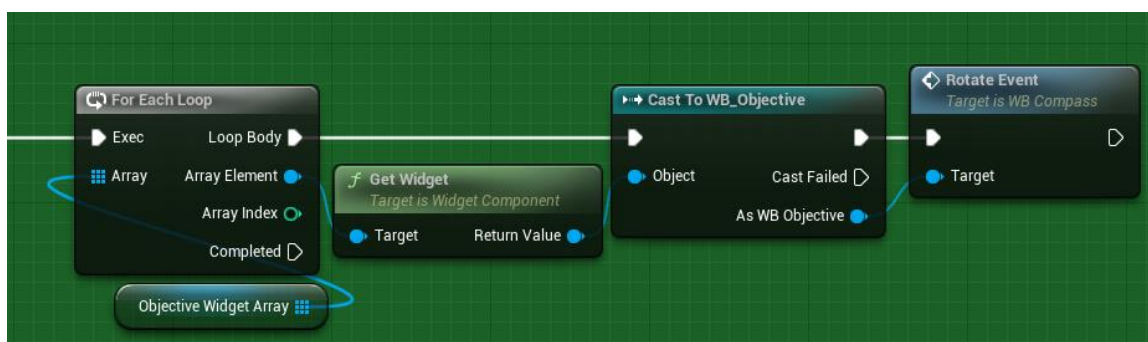 For Each Loop
Exec
Loop Body
Array
Array Element
Array Index
Completed
Objective Widget Array
Get Widget
Target is Widget Component
Target
Return Value
Cast To WB_Objective
Object
Cast Failed
As WB Objective
Rotate Event
Target is WB Compass
Target